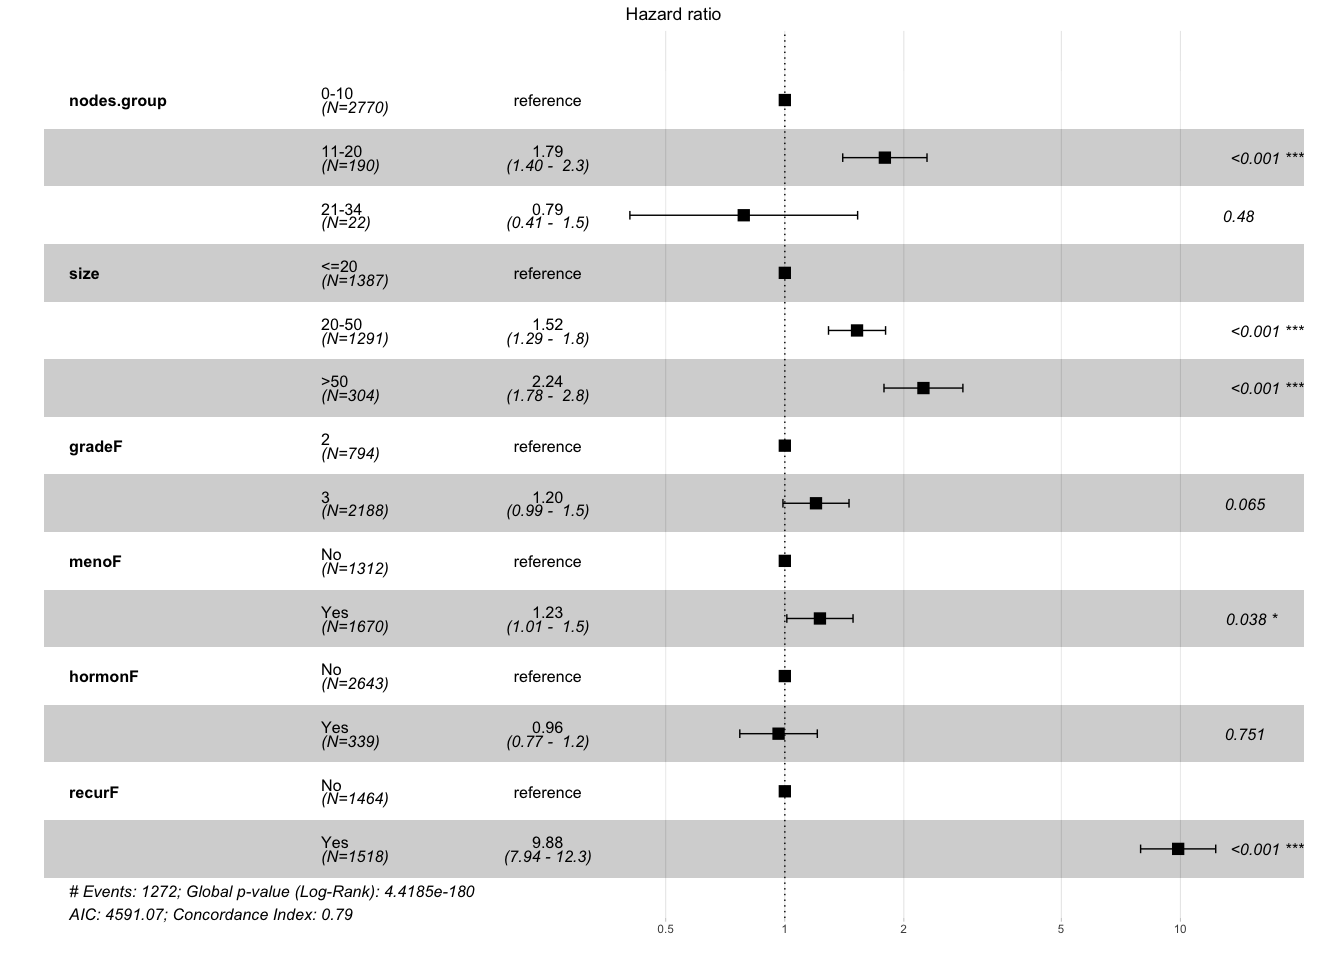 Hazard ratio
nodes.group 0-10 reference
(N=2770)
11-20 1.79 <0.001 ***
(N=190) (1.40 - 2.3)
21-34 0.79 0.48
(N=22) (0.41 - 1.5)
size <=20 reference
(N=1387)
20-50 1.52 <0.001 ***
(N=1291) (1.29 - 1.8)
>50 2.24 <0.001 ***
(N=304) (1.78 - 2.8)
gradeF 2 reference
(N=794)
3 1.20 0.065
(N=2188) (0.99 - 1.5)
menoF No reference
(N=1312)
Yes 1.23 0.038 *
(N=1670) (1.01 - 1.5)
hormonF No reference
(N=2643)
Yes 0.96 0.751
(N=339) (0.77 - 1.2)
recurF No reference
(N=1464)
Yes 9.88 <0.001 ***
(N=1518) (7.94 - 12.3)
# Events: 1272; Global p-value (Log-Rank): 4.4185e-180
AIC: 4591.07; Concordance Index: 0.79
0.5 1 2 5 10